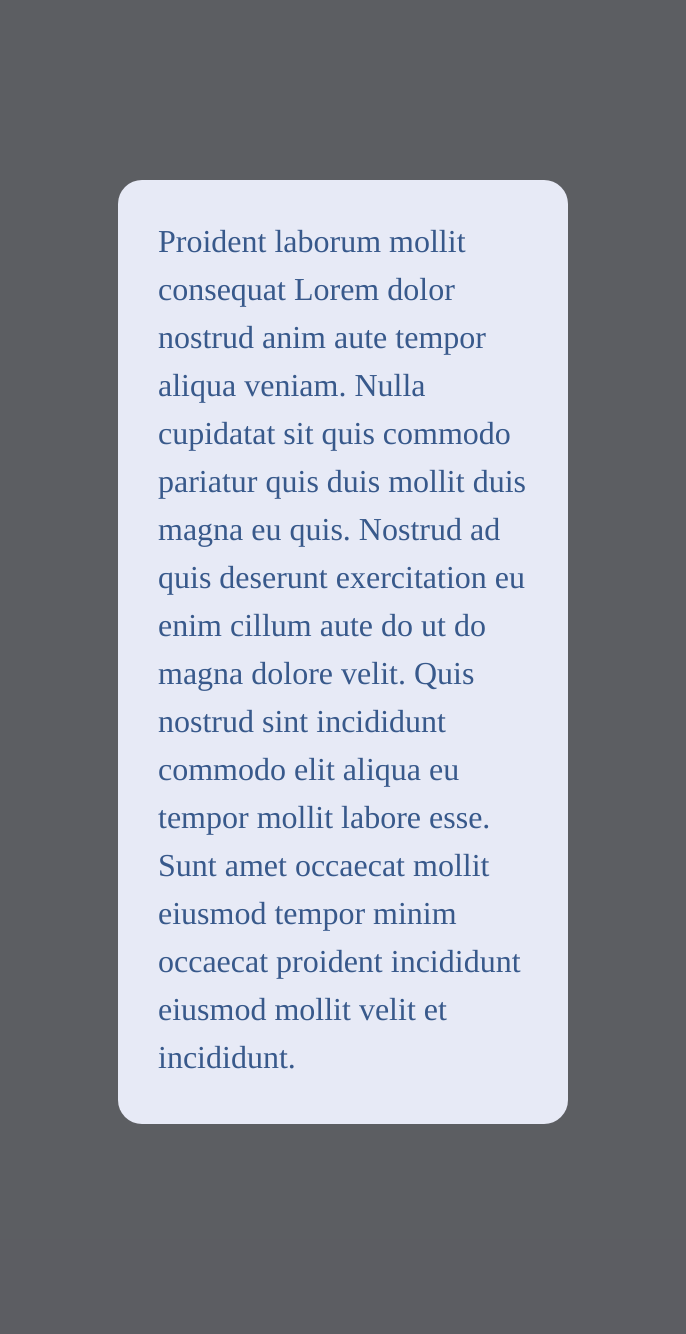 Proident laborum mollit
consequat Lorem dolor
nostrud anim aute tempor
aliqua veniam. Nulla
cupidatat sit quis commodo
pariatur quis duis mollit duis
magna eu quis. Nostrud ad
quis deserunt exercitation eu
enim cillum aute do ut do
magna dolore velit. Quis
nostrud sint incididunt
commodo elit aliqua eu
tempor mollit labore esse.
Sunt amet occaecat mollit
eiusmod tempor minim
occaecat proident incididunt
eiusmod mollit velit et
incididunt.